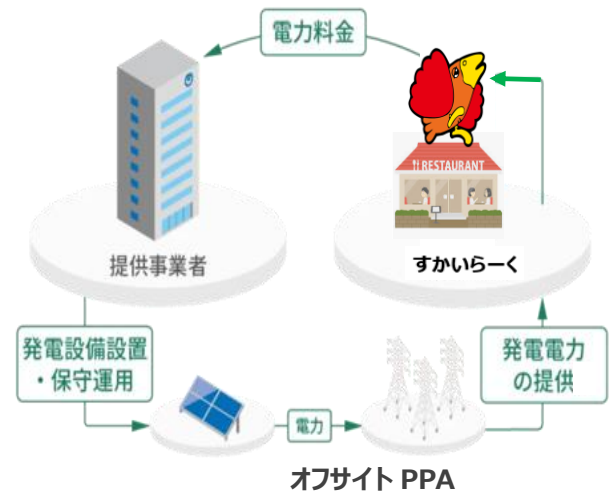 電力料金
RESTAURANT
提供事業者
すかいらーく
発電設備設置
・保守運用
電力
発電電力
の提供
オフサイト PPA